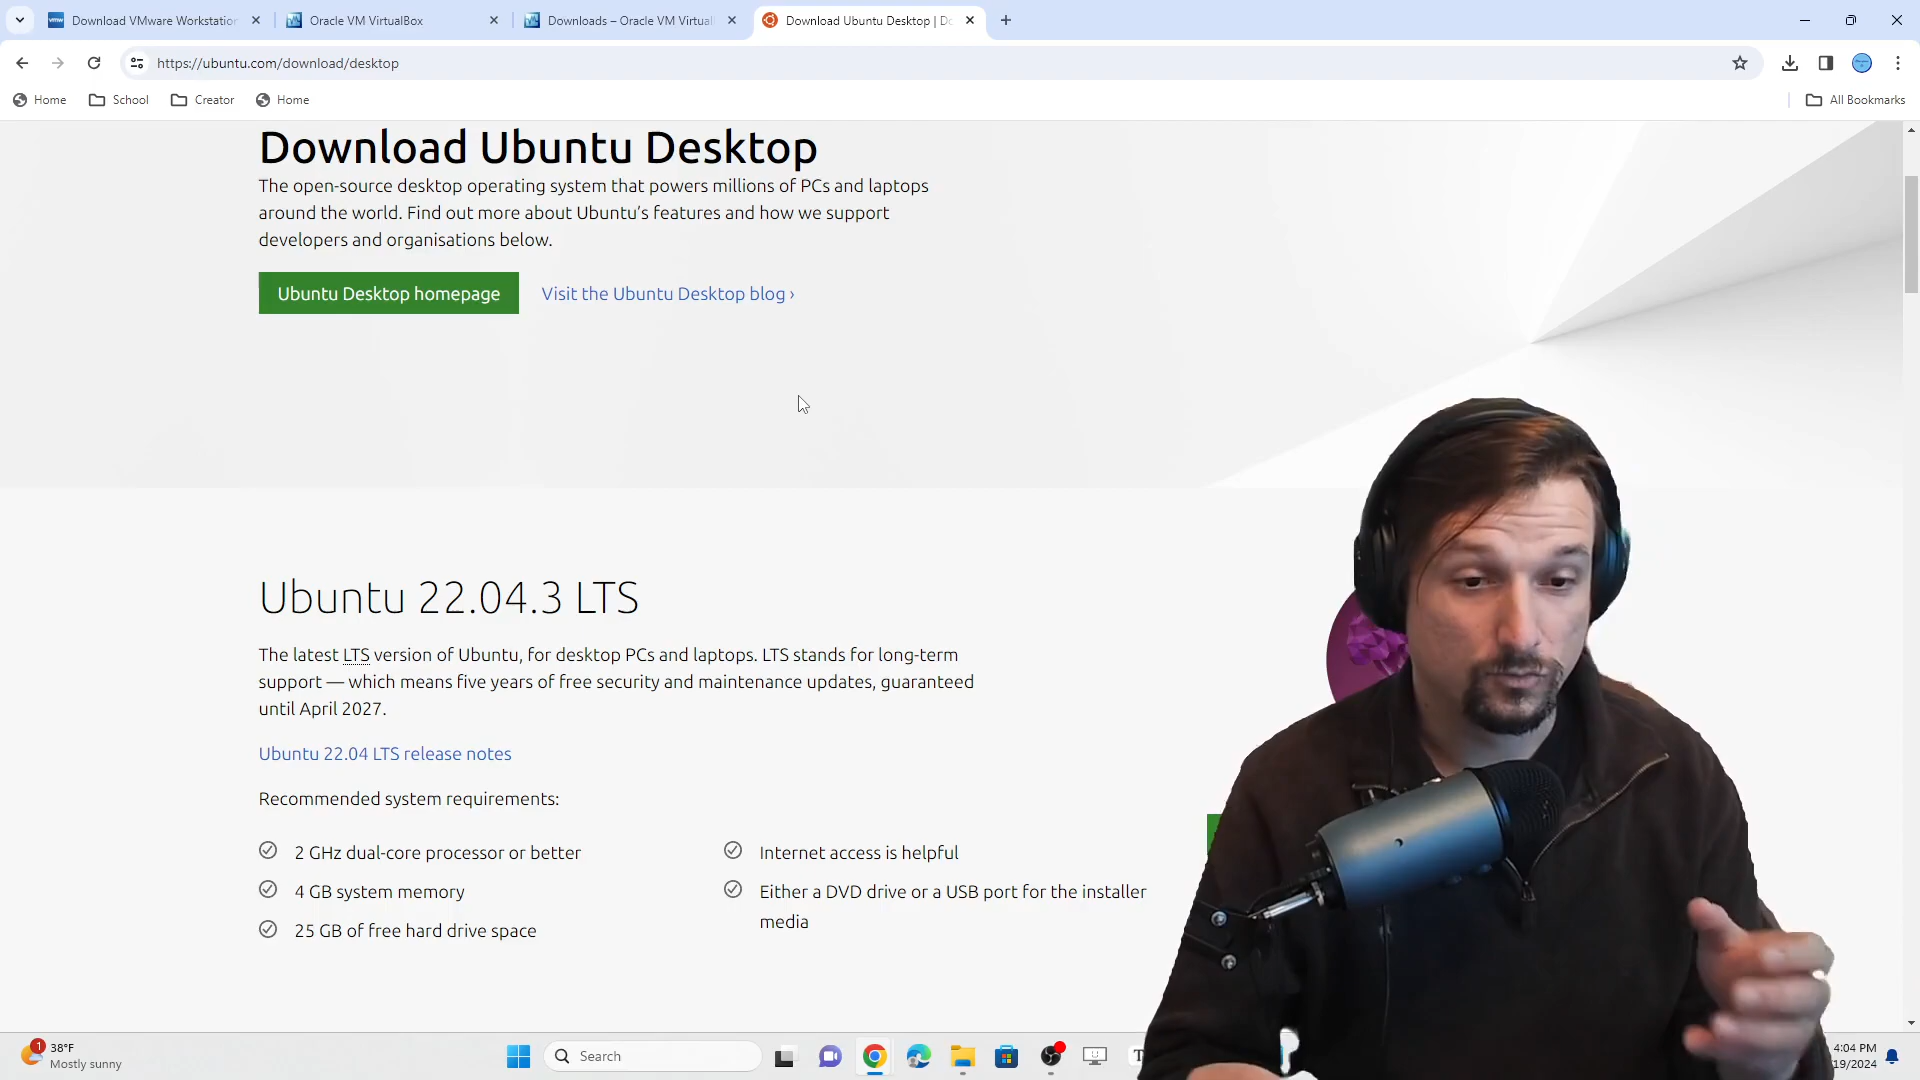 Download VMware Workstation
Oracle VM VirtualBox
Downloads – Oracle VM Virtual
Download Ubuntu Desktop | Do
https://ubuntu.com/download/desktop
Home
School
Creator
Home
All Bookmarks
Download Ubuntu Desktop
The open-source desktop operating system that powers millions of PCs and laptops
around the world. Find out more about Ubuntu’s features and how we support
developers and organisations below.
Ubuntu Desktop homepage
Visit the Ubuntu Desktop blog ›
Ubuntu 22.04.3 LTS
The latest LTS version of Ubuntu, for desktop PCs and laptops. LTS stands for long-term
support — which means five years of free security and maintenance updates, guaranteed
until April 2027.
Ubuntu 22.04 LTS release notes
Recommended system requirements:
2 GHz dual-core processor or better
4 GB system memory
25 GB of free hard drive space
Internet access is helpful
Either a DVD drive or a USB port for the installer
media
1
38°F
Mostly sunny
Search
4:04 PM
19/2024